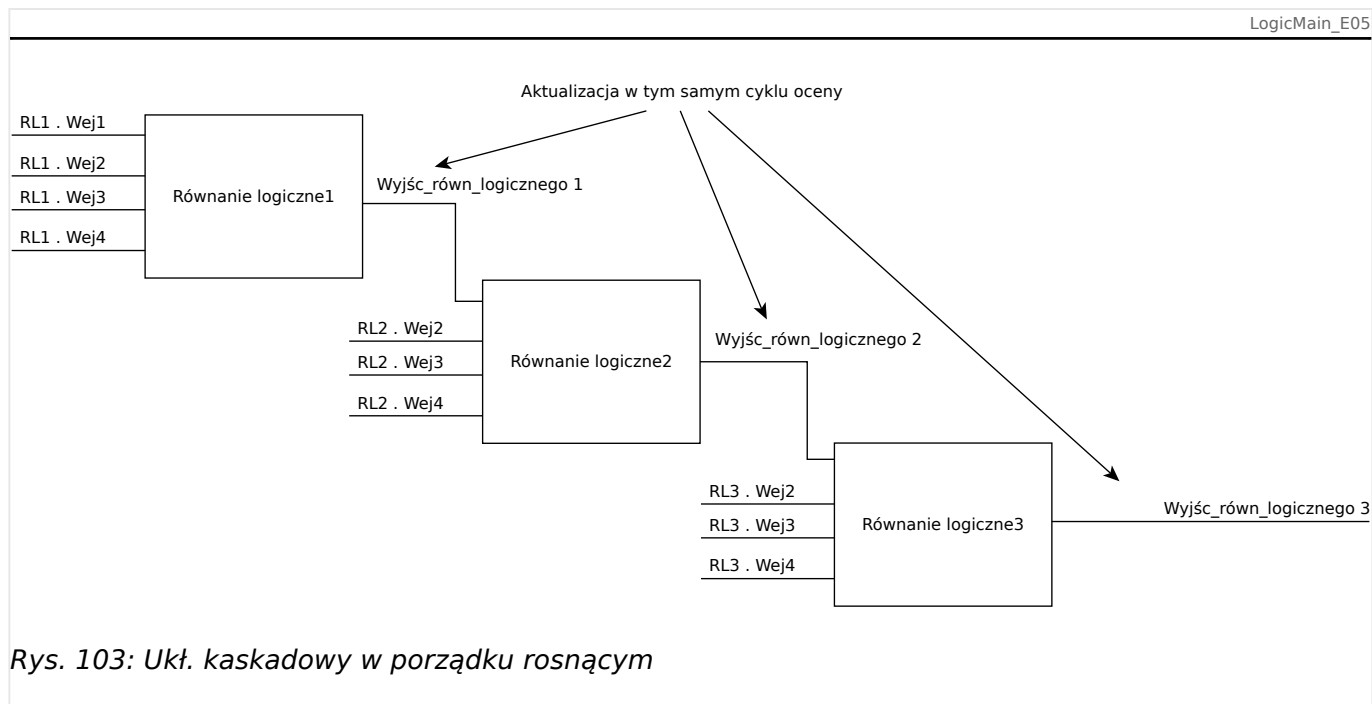 LogicMain_E05
Aktualizacja w tym samym cyklu oceny
RL1 . Wej1
RL1 . Wej2
RL1 . Wej3
RL1 . Wej4
Równanie logiczne1
Wyjśc_równ_logicznego 1
RL2 . Wej2
RL2 . Wej3
RL2 . Wej4
Równanie logiczne2
Wyjśc_równ_logicznego 2
RL3 . Wej2
RL3 . Wej3
RL3 . Wej4
Równanie logiczne3
Wyjśc_równ_logicznego 3
Rys. 103: Ukł. kaskadowy w porządku rosnącym